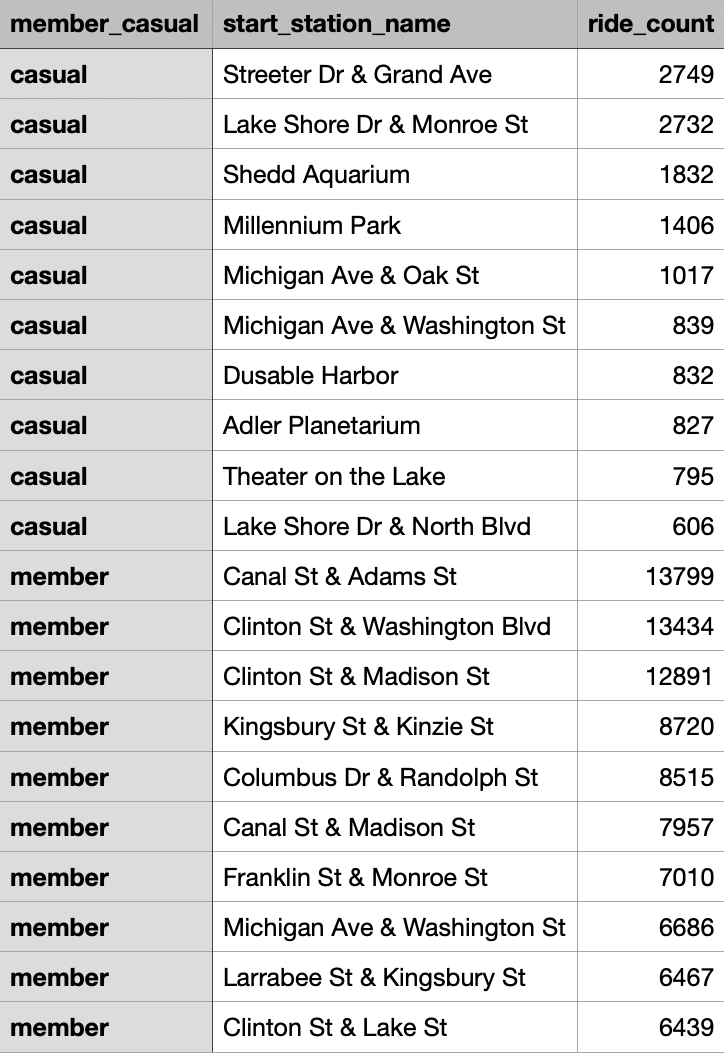 member_casual start_station_name ride_count
casual Streeter Dr & Grand Ave 2749
casual Lake Shore Dr & Monroe St 2732
casual Shedd Aquarium 1832
casual Millennium Park 1406
casual Michigan Ave & Oak St 1017
casual Michigan Ave & Washington St 839
casual Dusable Harbor 832
casual Adler Planetarium 827
casual Theater on the Lake 795
casual Lake Shore Dr & North Blvd 606
member Canal St & Adams St 13799
member Clinton St & Washington Blvd 13434
member Clinton St & Madison St 12891
member Kingsbury St & Kinzie St 8720
member Columbus Dr & Randolph St 8515
member Canal St & Madison St 7957
member Franklin St & Monroe St 7010
member Michigan Ave & Washington St 6686
member Larrabee St & Kingsbury St 6467
member Clinton St & Lake St 6439